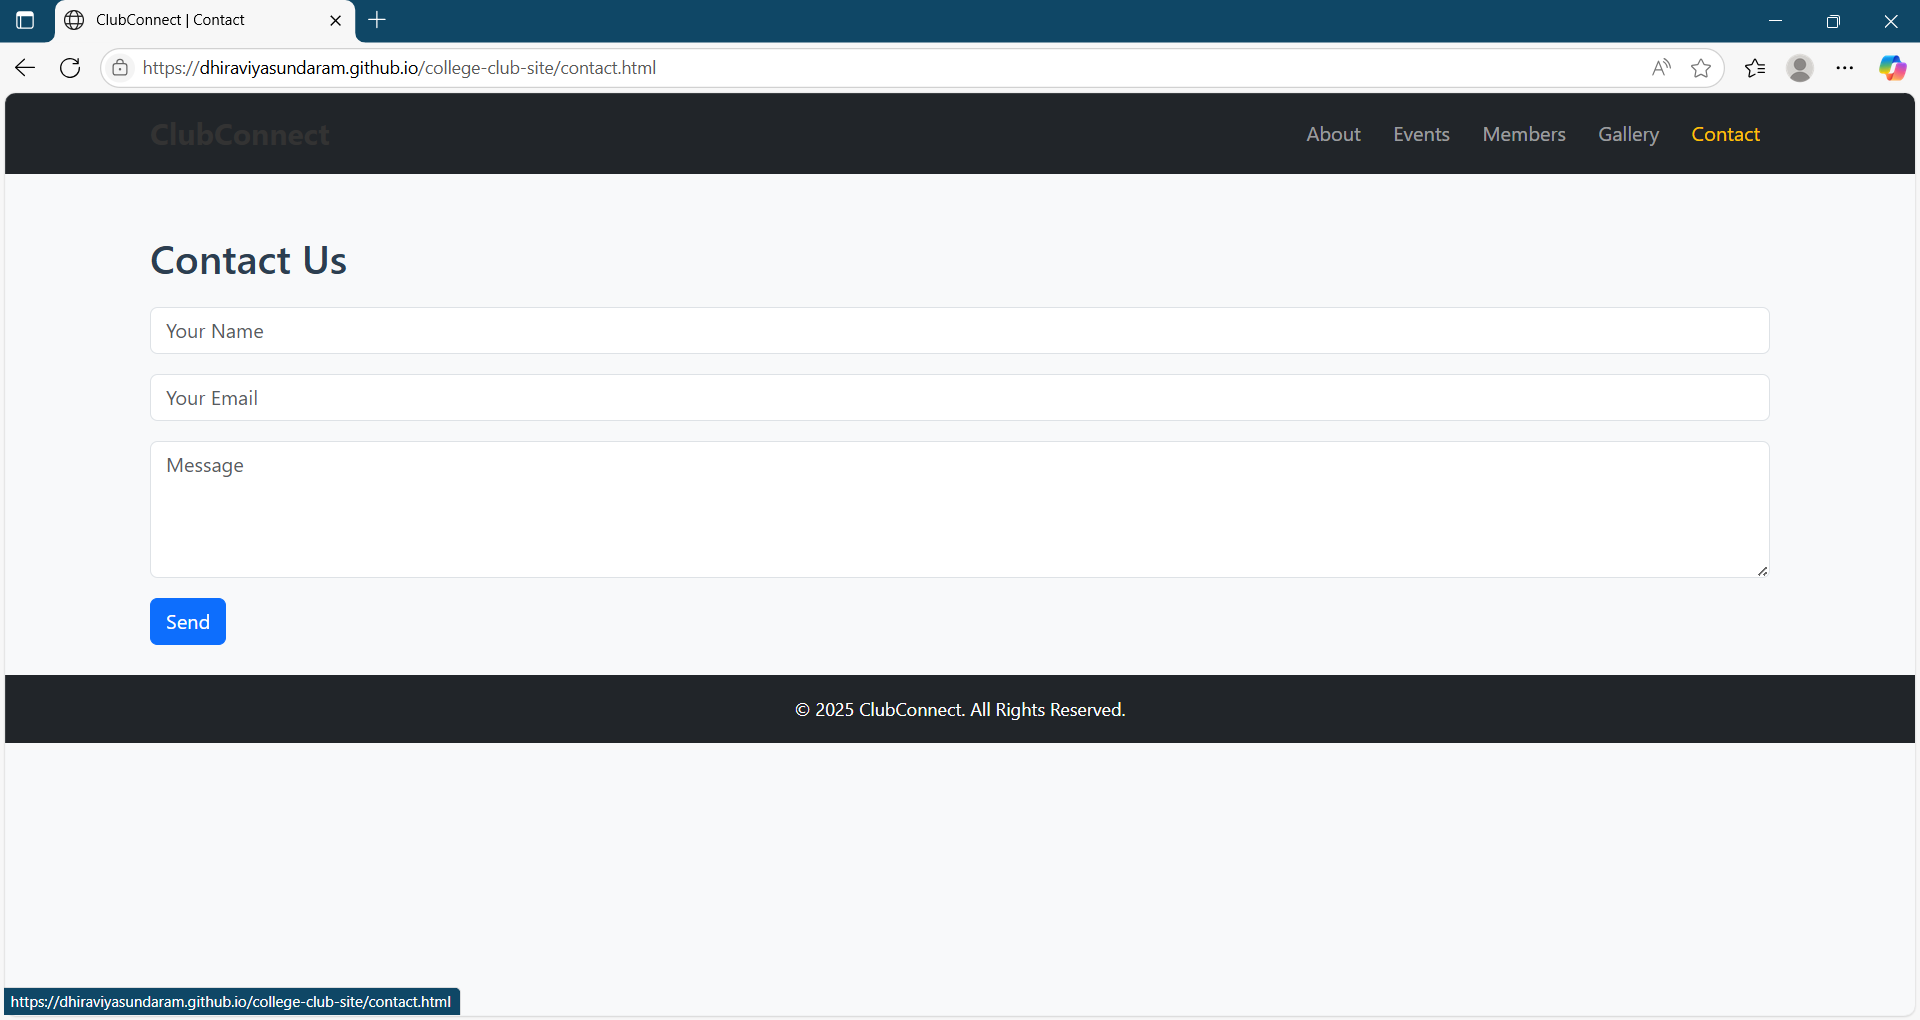 ClubConnect | Contact
https://dhiraviyasundaram.github.io/college-club-site/contact.html
ClubConnect About Events Members Gallery Contact
Contact Us
Your Name
Your Email
Message
Send
© 2025 ClubConnect. All Rights Reserved.
https://dhiraviyasundaram.github.io/college-club-site/contact.html